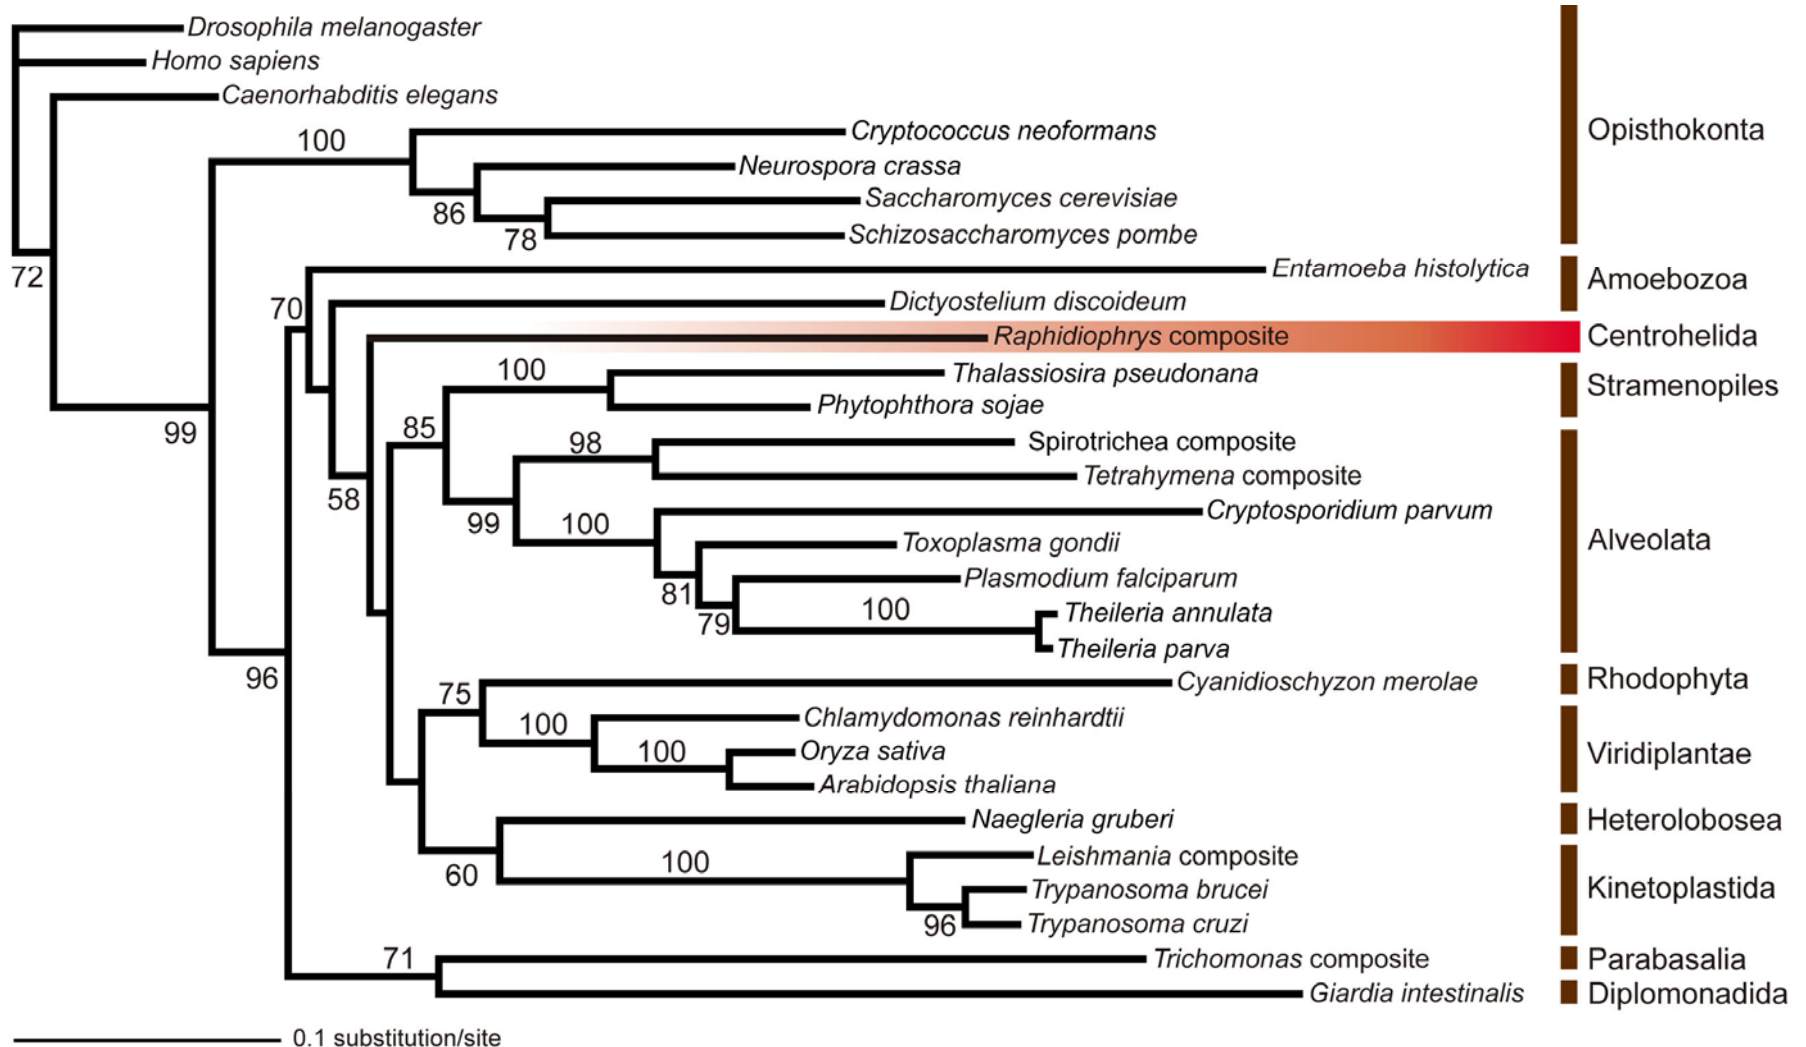 Drosophila melanogaster
Homo sapiens
Caenorhabditis elegans
Cryptococcus neoformans
Opisthokonta
100
Neurospora crassa
Saccharomyces cerevisiae
86
Schizosaccharomyces pombe
78
Entamoeba histolytica
72
Amoebozoa
Dictyostelium discoideum
70
Raphidiophrys composite
Centrohelida
Thalassiosira pseudonana
100
Stramenopiles
Phytophthora sojae
85
99
Spirotrichea composite
98
Tetrahymena composite
58
Cryptosporidium parvum
99
100
Toxoplasma gondii
Alveolata
Plasmodium falciparum
81
100
Theileria annulata
79
Theileria parva
96
Cyanidioschyzon merolae
Rhodophyta
75
Chlamydomonas reinhardtii
100
Oryza sativa
100
Viridiplantae
Arabidopsis thaliana
Naegleria gruberi
Heterolobosea
Leishmania composite
100
60
Trypanosoma brucei
Kinetoplastida
Trypanosoma cruzi
96
Trichomonas composite
71
Parabasalia
Giardia intestinalis
Diplomonadida
0.1 substitution/site